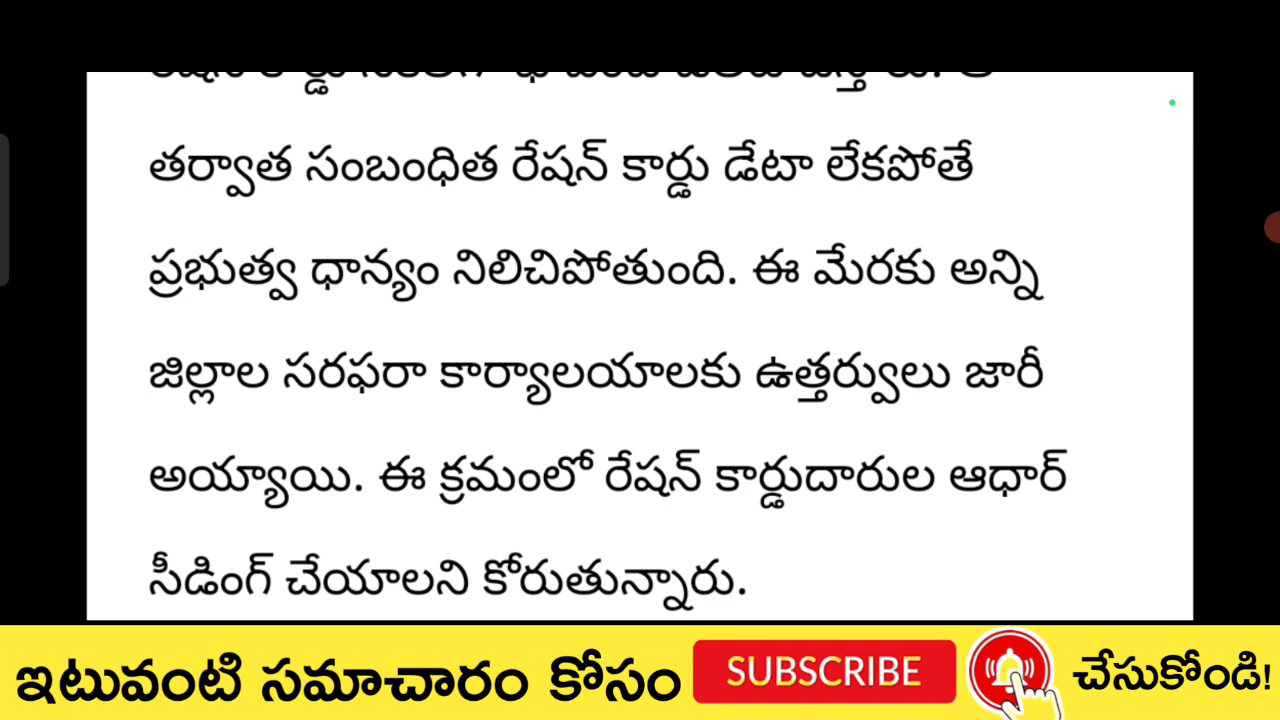 తర్వాత సంబంధిత రేషన్ కార్డు డేటా లేకపోతే
ప్రభుత్వ ధాన్యం నిలిచిపోతుంది. ఈ మేరకు అన్ని
జిల్లాల సరఫరా కార్యాలయాలకు ఉత్తర్వులు జారీ
అయ్యాయి. ఈ క్రమంలో రేషన్ కార్డుదారుల ఆధార్
సీడింగ్ చేయాలని కోరుతున్నారు.
ఇటువంటి సమాచారం కోసం SUBSCRIBE చేసుకోండి!